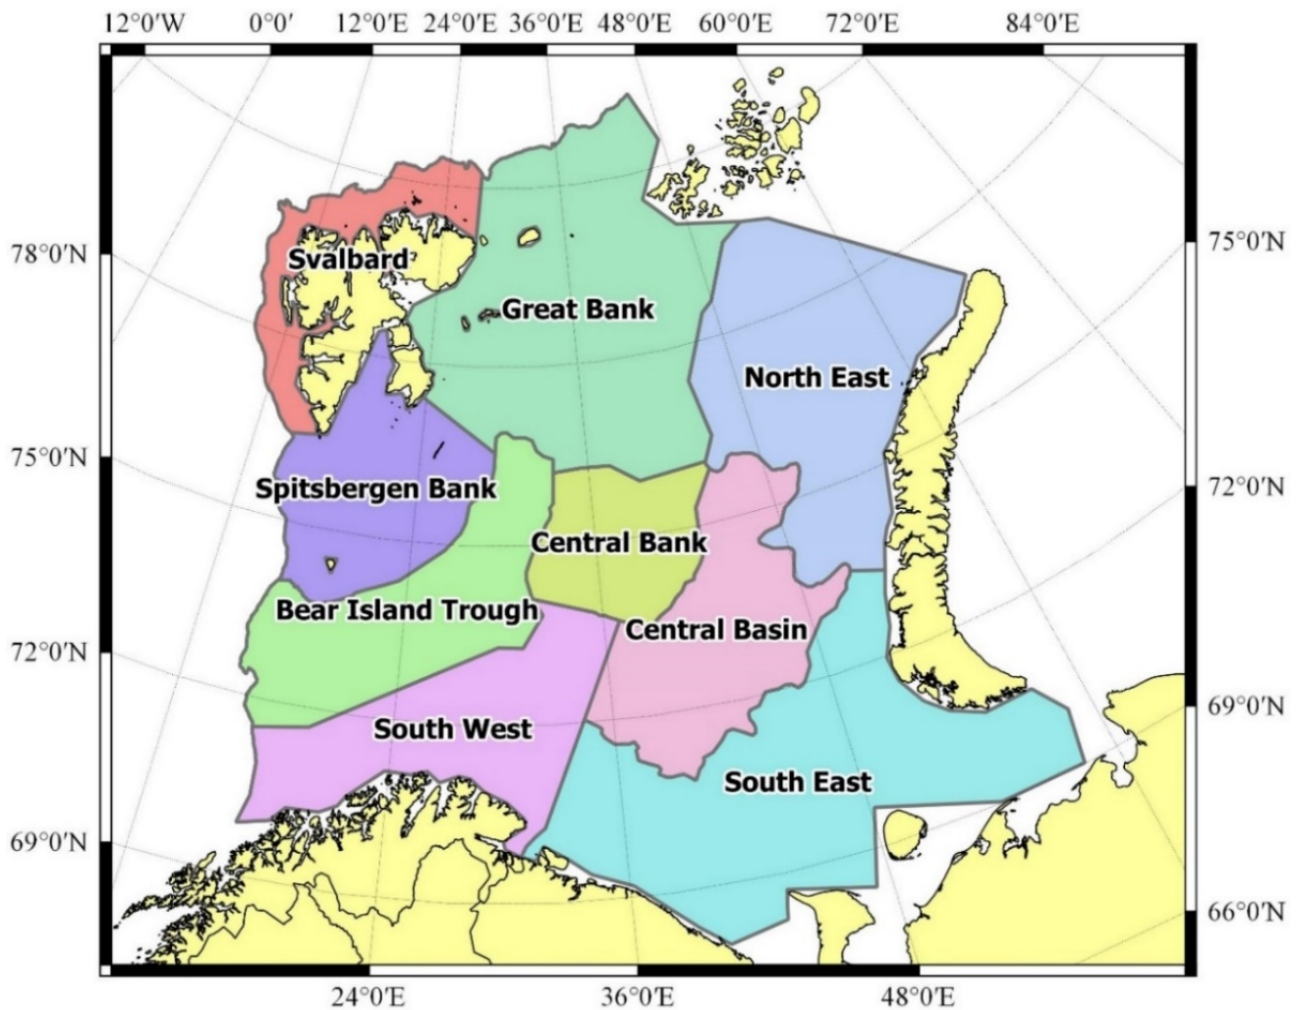 12°0'W 0°0' 12°0'E 24°0'E 36°0'E 48°0'E 60°0'E 72°0'E 84°0'E
78°0'N
75°0'N
Svalbard
Great Bank
North East
75°0'N
72°0'N
Spitsbergen Bank
Central Bank
Bear Island Trough
Central Basin
72°0'N
69°0'N
South West
South East
69°0'N
66°0'N
24°0'E 36°0'E 48°0'E